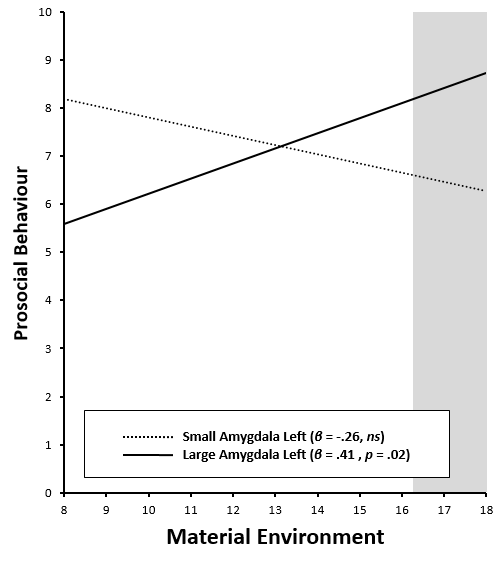 10
9
8
7
6
5
4
3
2
1
0
Prosocial Behaviour
Small Amygdala Left (β = -.26, ns)
Large Amygdala Left (β = .41 , p = .02)
8 9 10 11 12 13 14 15 16 17 18
Material Environment